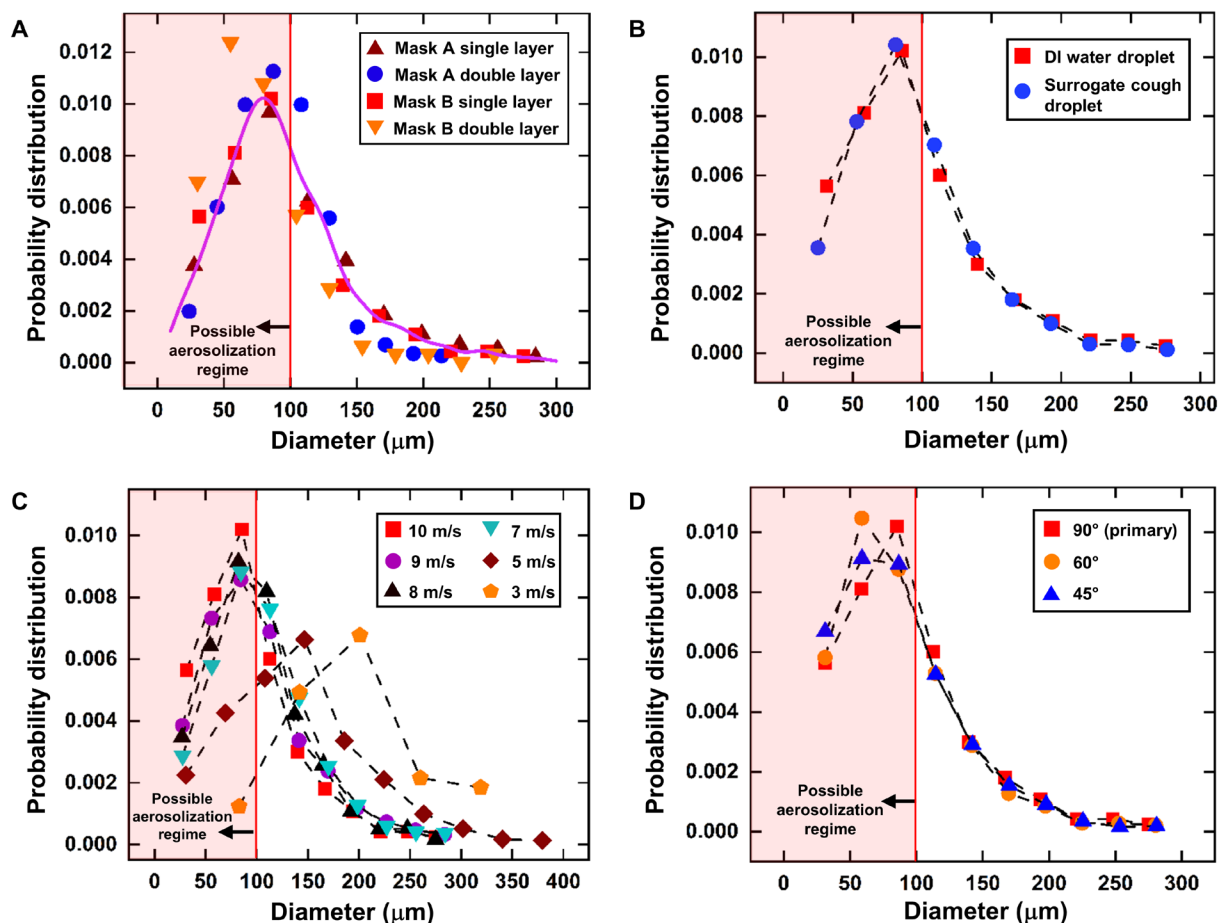 A
Probability distribution
0.012
0.010
0.008
0.006
0.004
0.002
0.000
Mask A single layer
Mask A double layer
Mask B single layer
Mask B double layer
Possible
aerosolization
regime
0 50 100 150 200 250 300
Diameter (μm)
B
Probability distribution
0.010
0.008
0.006
0.004
0.002
0.000
DI water droplet
Surrogate cough
droplet
Possible
aerosolization
regime
0 50 100 150 200 250 300
Diameter (μm)
C
Probability distribution
0.010
0.008
0.006
0.004
0.002
0.000
10 m/s 7 m/s
9 m/s 5 m/s
8 m/s 3 m/s
Possible
aerosolization
regime
0 50 100 150 200 250 300 350 400
Diameter (μm)
D
Probability distribution
0.010
0.008
0.006
0.004
0.002
0.000
90° (primary)
60°
45°
Possible
aerosolization
regime
0 50 100 150 200 250 300
Diameter (μm)